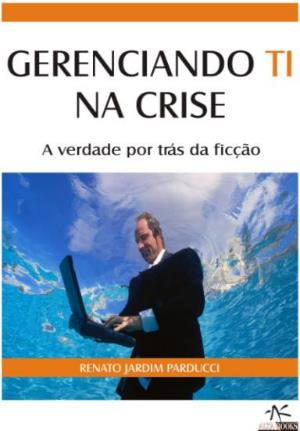 GERENCIANDO TI
NA CRISE
A verdade por trás da ficção
RENATO JARDIM PARDUCCI